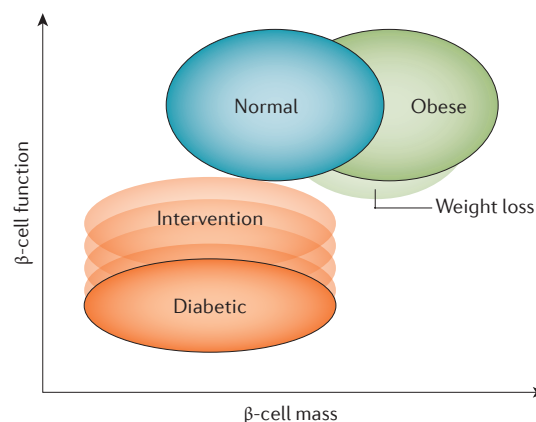 Normal
Obese
Weight loss
Intervention
Diabetic
β-cell function
β-cell mass